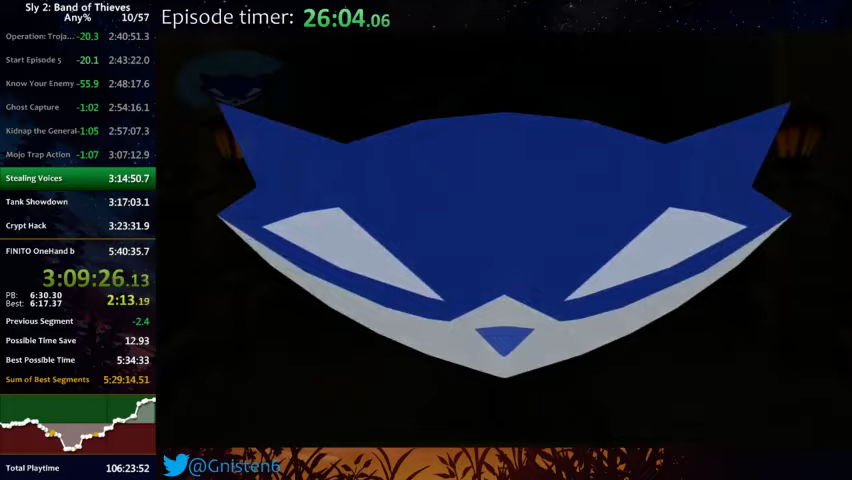 Sly 2: Band of Thieves
Any% 10/57
Operation: Troja... -20.3 2:40:51.3
Start Episode 5 -20.1 2:43:22.0
Know Your Enemy -55.9 2:48:17.6
Ghost Capture -1:02 2:54:16.1
Kidnap the General -1:05 2:57:07.3
Mojo Trap Action -1:07 3:07:12.9
Stealing Voices 3:14:50.7
Tank Showdown 3:17:03.1
Crypt Hack 3:23:31.9
FINITO OneHand b 5:40:35.7
3:09:26.13
PB: 6:30.30
Best: 6:17.37
2:13.19
Previous Segment -2.4
Possible Time Save 12.93
Best Possible Time 5:34:33
Sum of Best Segments 5:29:14.51
Total Playtime 106:23:52
Episode timer: 26:04.06
@Gnisten6